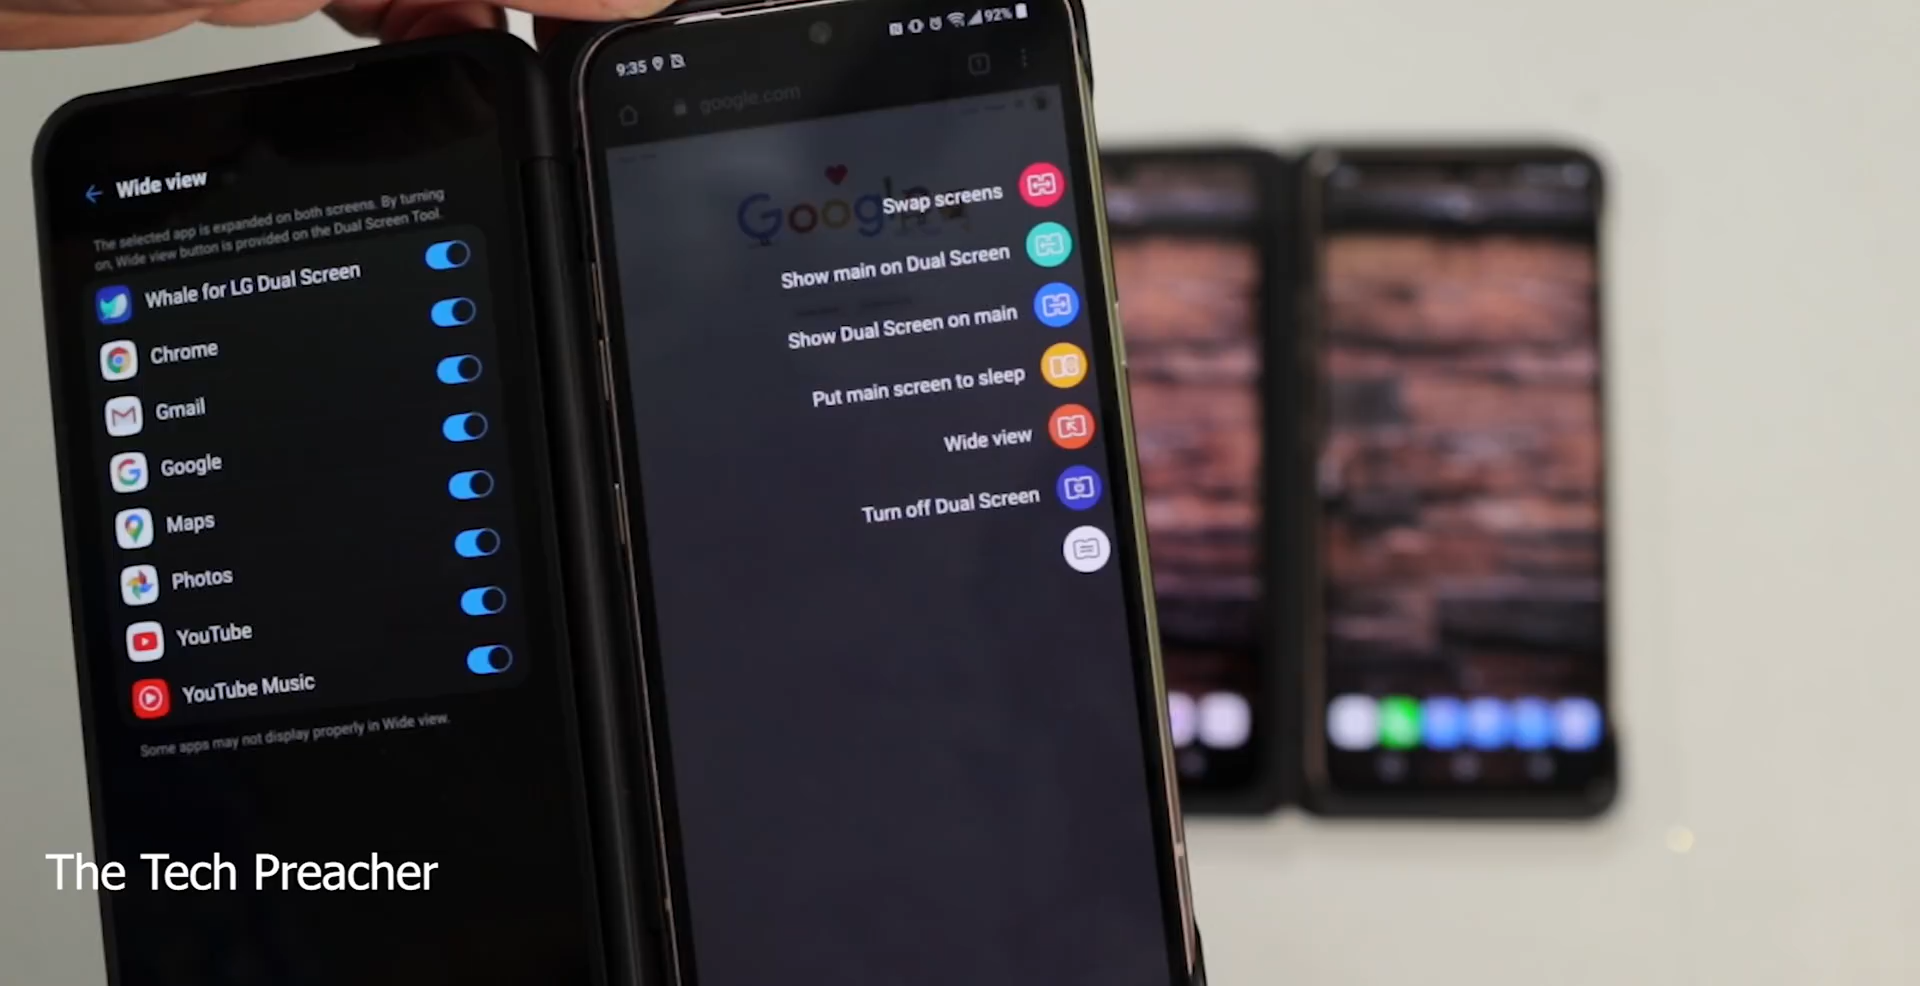 Wide view
The selected app is expanded on both screens. By turning
on, Wide view button is provided on the Dual Screen Tool.
Whale for LG Dual Screen
Chrome
Gmail
Google
Maps
Photos
YouTube
YouTube Music
Some apps may not display properly in Wide view.
9:35
92%
google.com
Google
Swap screens
Show main on Dual Screen
Show Dual Screen on main
Put main screen to sleep
Wide view
Turn off Dual Screen
The Tech Preacher